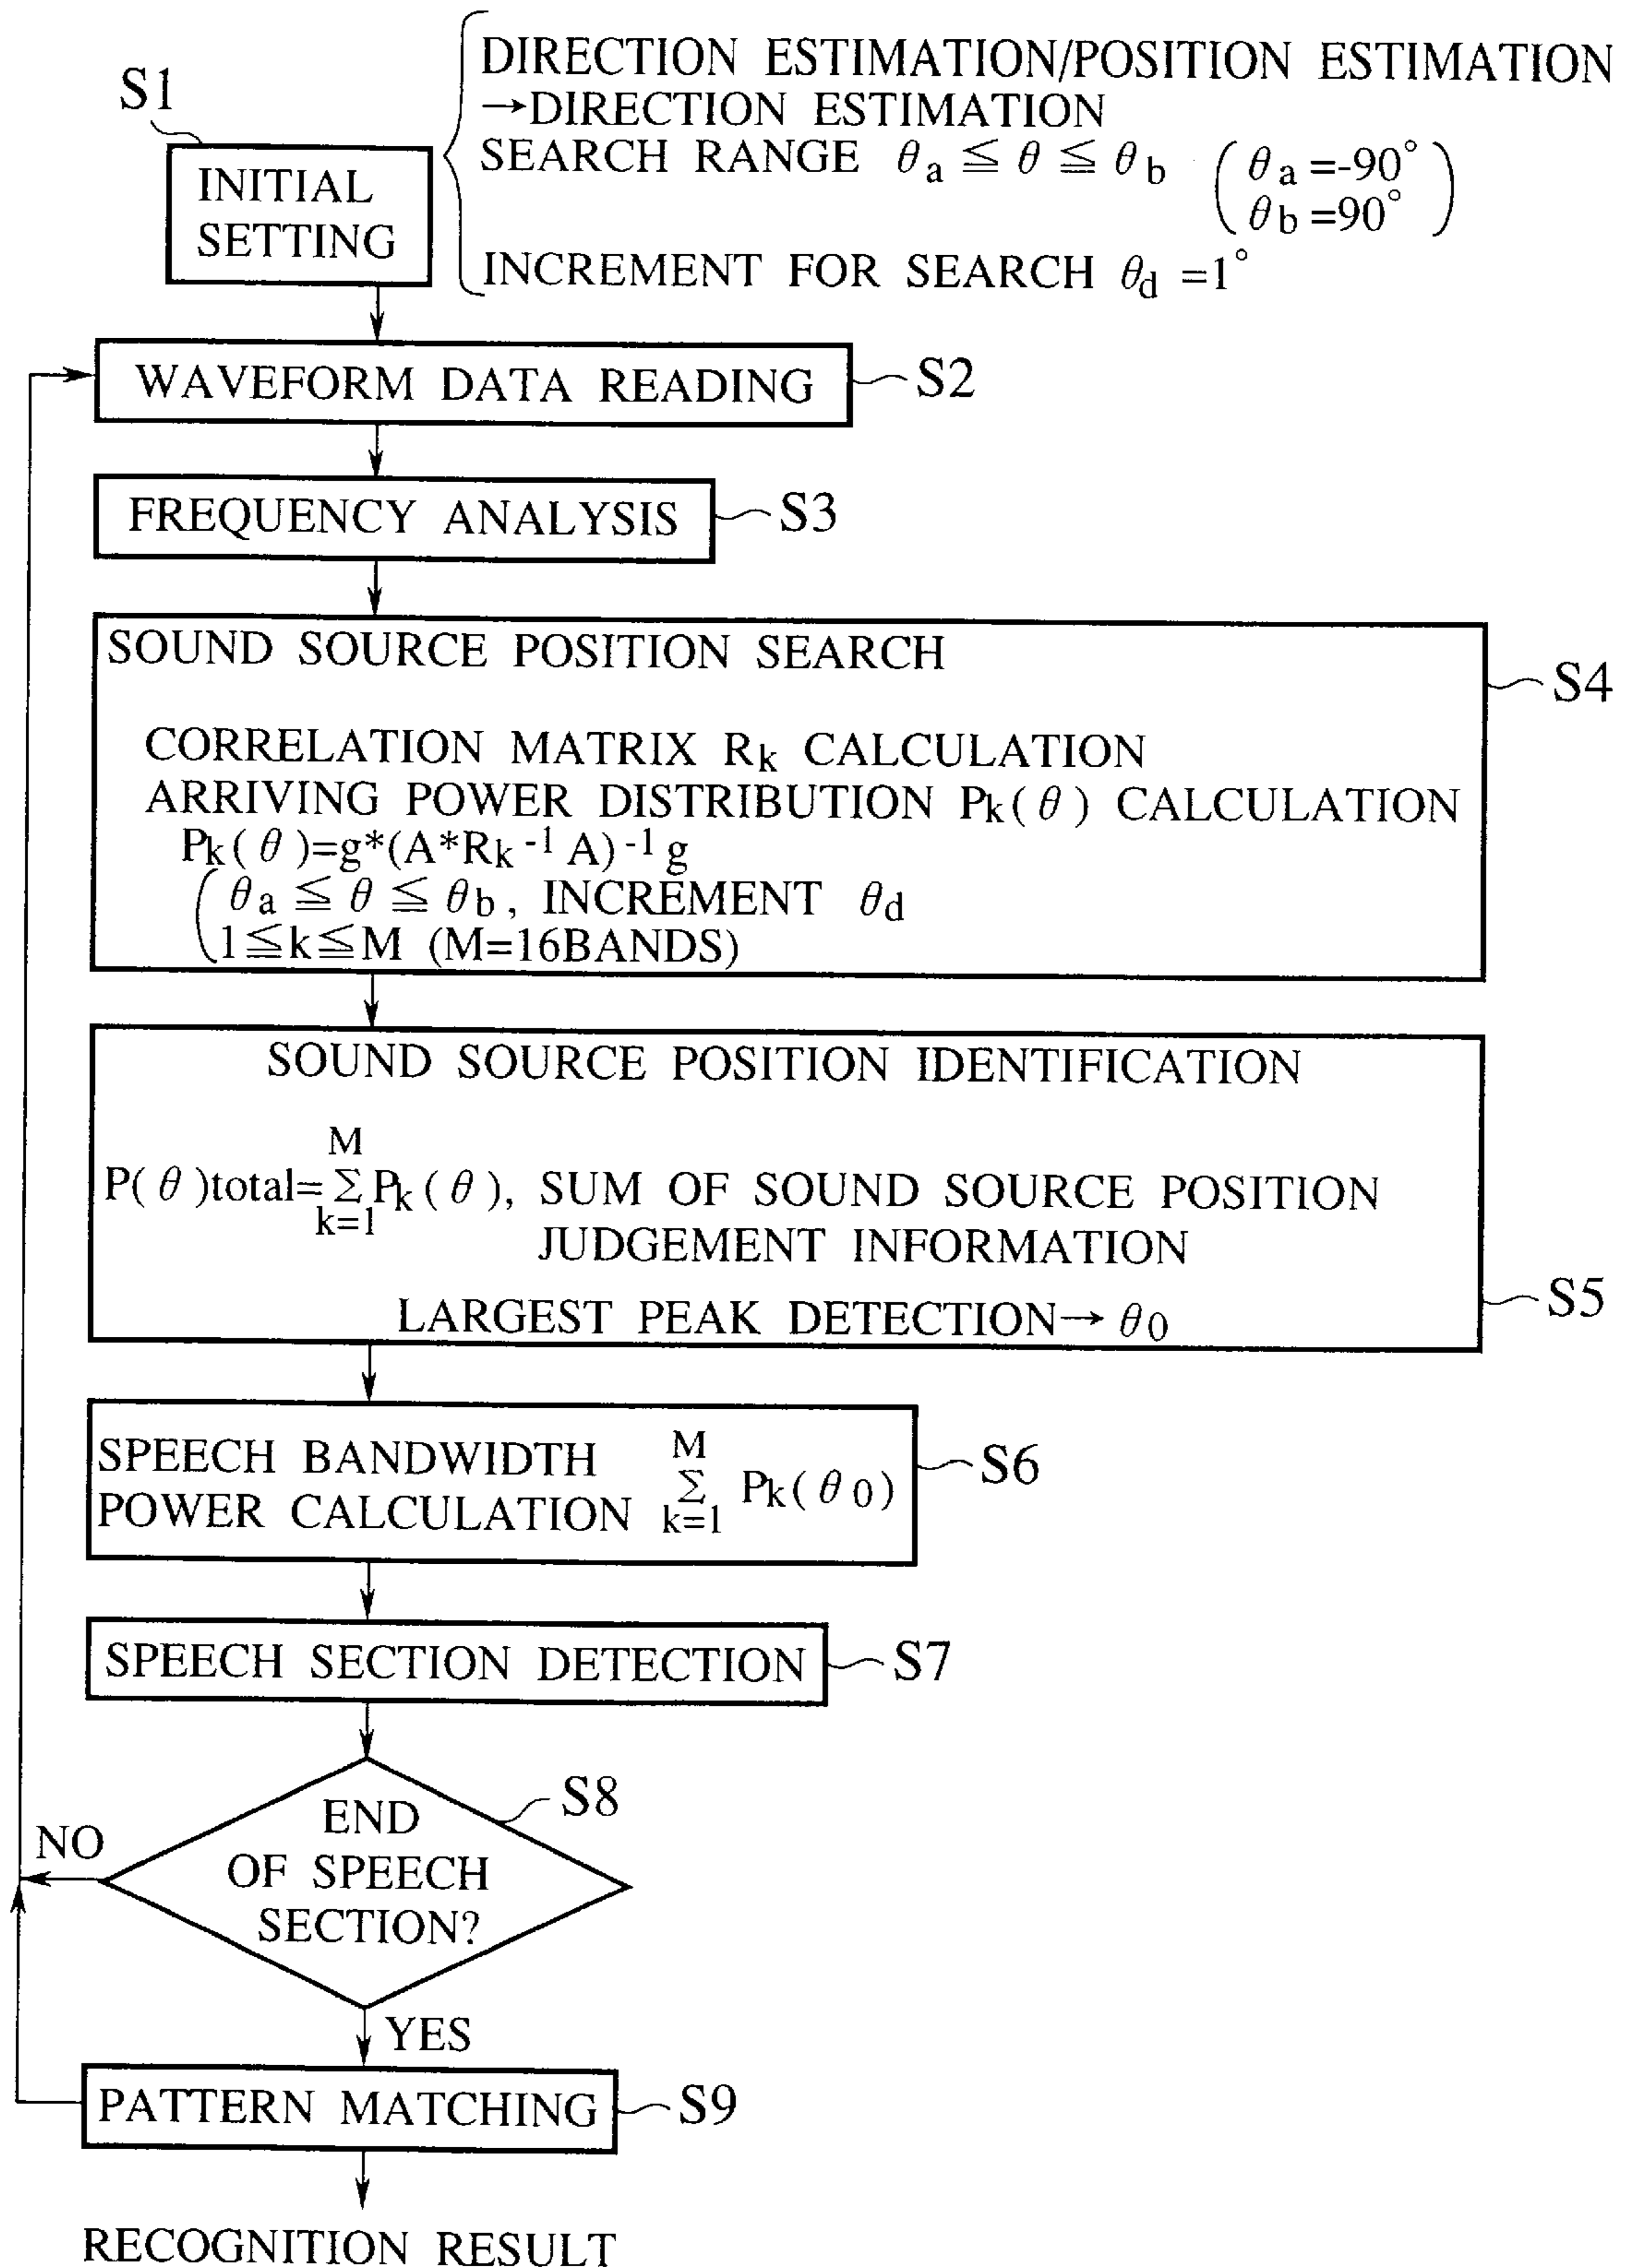 S1
DIRECTION ESTIMATION/POSITION ESTIMATION
→DIRECTION ESTIMATION
SEARCH RANGE θa ≦ θ ≦ θb (θa =-90°
θb =90°)
INCREMENT FOR SEARCH θd =1°
INITIAL
SETTING
WAVEFORM DATA READING
S2
FREQUENCY ANALYSIS
S3
SOUND SOURCE POSITION SEARCH
S4
CORRELATION MATRIX Rk CALCULATION
ARRIVING POWER DISTRIBUTION Pk(θ) CALCULATION
Pk(θ)=g*(A*Rk⁻¹A)⁻¹g
(θa ≦ θ ≦ θb, INCREMENT θd
1≦k≦M (M=16BANDS)
SOUND SOURCE POSITION IDENTIFICATION
M
P(θ)total=ΣPk(θ), SUM OF SOUND SOURCE POSITION
k=1
JUDGEMENT INFORMATION
LARGEST PEAK DETECTION→θ0
S5
SPEECH BANDWIDTH
POWER CALCULATION
M
Σ Pk(θ0)
k=1
S6
SPEECH SECTION DETECTION
S7
END
OF SPEECH
SECTION?
S8
NO
YES
PATTERN MATCHING
S9
RECOGNITION RESULT